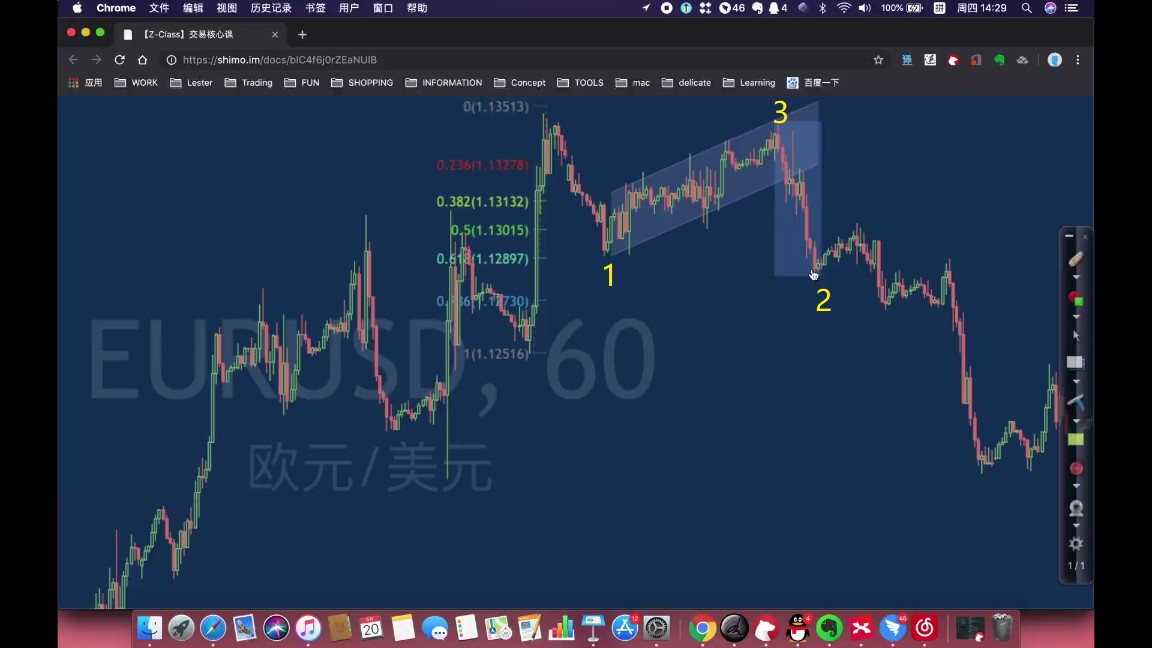 Chrome 文件 编辑 视图 历史记录 书签 用户 窗口 帮助 46 4 100% 拼 周四 14:29
【Z-Class】交易核心课
https://shimo.im/docs/blC4f6j0rZEaNUIB
应用 WORK Lester Trading FUN SHOPPING INFORMATION Concept TOOLS mac delicate Learning 百度一下
0(1.13513)
3
0.236(1.13278)
0.382(1.13132)
0.5(1.13015)
0.618(1.12897)
1
0.786(1.12730)
2
1(1.12516)
EURUSD, 60
欧元/美元
1/1
20
12
4
46